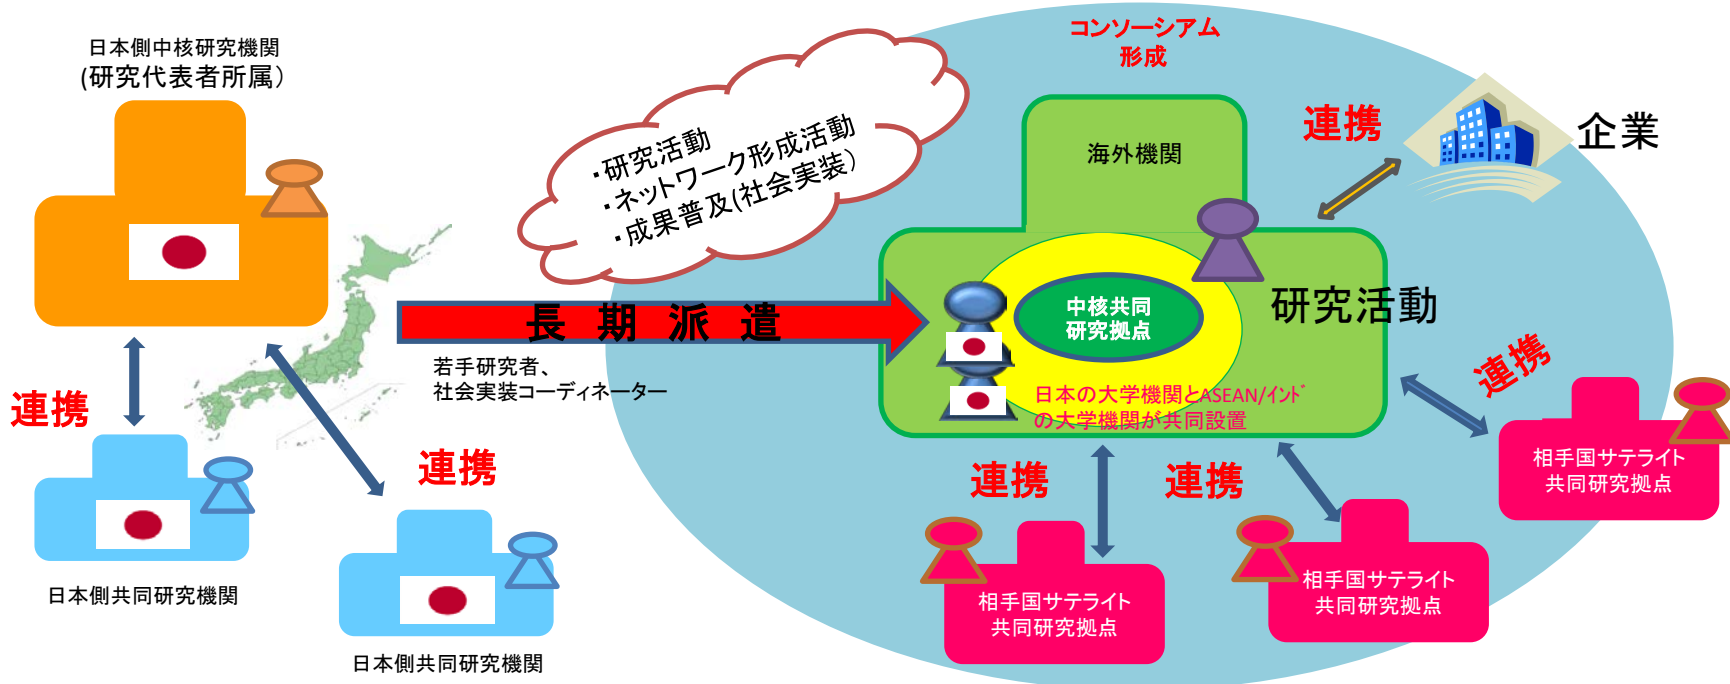 日本側中核研究機関
(研究代表者所属)
連携
日本側共同研究機関
連携
日本側共同研究機関
・研究活動
・ネットワーク形成活動
・成果普及(社会実装)
長期派遣
若手研究者、
社会実装コーディネーター
コンソーシアム
形成
海外機関
連携
企業
中核共同
研究拠点
研究活動
日本の大学機関とASEAN/インド
の大学機関が共同設置
連携
相手国サテライト
共同研究拠点
連携
相手国サテライト
共同研究拠点
連携
相手国サテライト
共同研究拠点